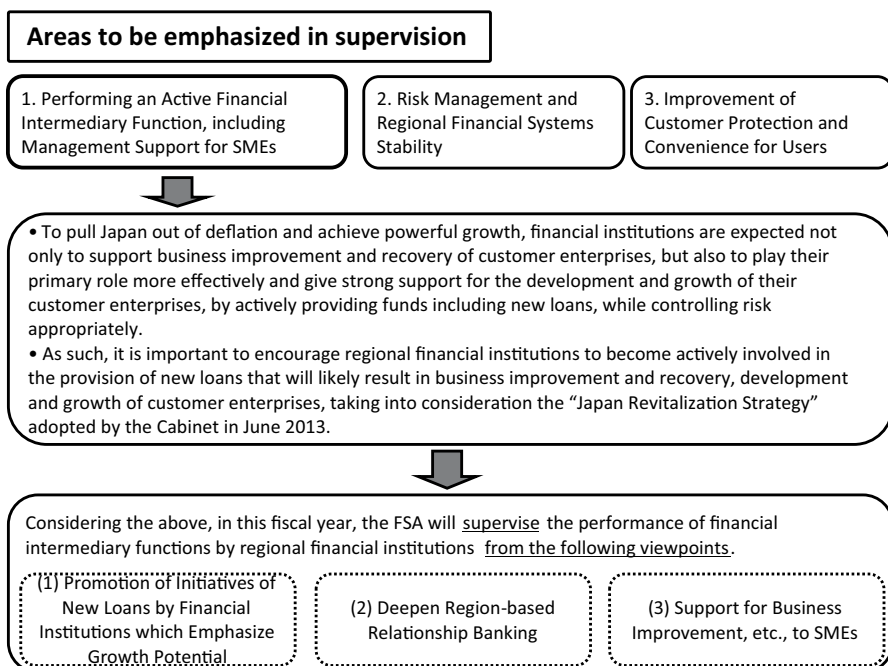 Areas to be emphasized in supervision
1. Performing an Active Financial
Intermediary Function, including
Management Support for SMEs
2. Risk Management and
Regional Financial Systems
Stability
3. Improvement of
Customer Protection and
Convenience for Users
• To pull Japan out of deflation and achieve powerful growth, financial institutions are expected not
only to support business improvement and recovery of customer enterprises, but also to play their
primary role more effectively and give strong support for the development and growth of their
customer enterprises, by actively providing funds including new loans, while controlling risk
appropriately.
• As such, it is important to encourage regional financial institutions to become actively involved in
the provision of new loans that will likely result in business improvement and recovery, development
and growth of customer enterprises, taking into consideration the “Japan Revitalization Strategy”
adopted by the Cabinet in June 2013.
Considering the above, in this fiscal year, the FSA will supervise the performance of financial
intermediary functions by regional financial institutions from the following viewpoints.
(1) Promotion of Initiatives of
New Loans by Financial
Institutions which Emphasize
Growth Potential
(2) Deepen Region-based
Relationship Banking
(3) Support for Business
Improvement, etc., to SMEs